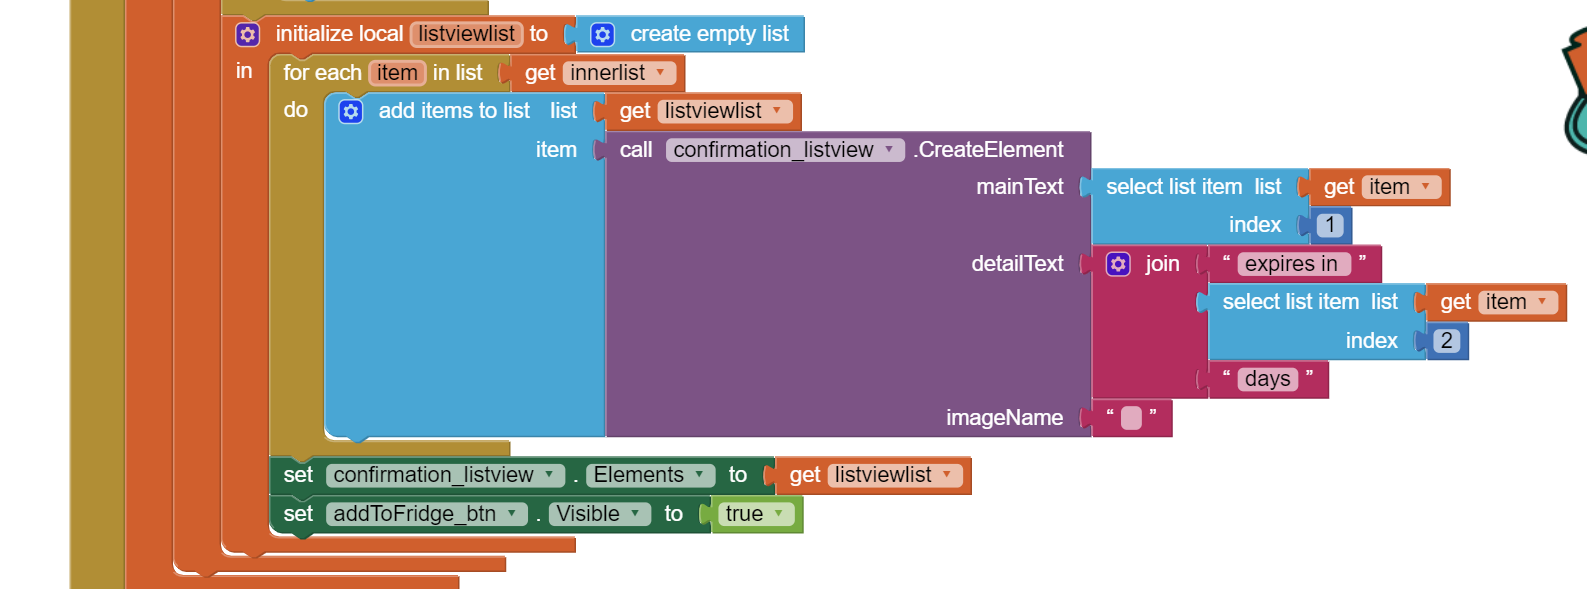 initialize local listviewlist to create empty list
in for each item in list get innerlist
do add items to list list get listviewlist
item call confirmation_listview .CreateElement
mainText select list item list get item
index 1
detailText join “ expires in ”
select list item list get item
index 2
“ days ”
imageName “ ”
set confirmation_listview . Elements to get listviewlist
set addToFridge_btn . Visible to true